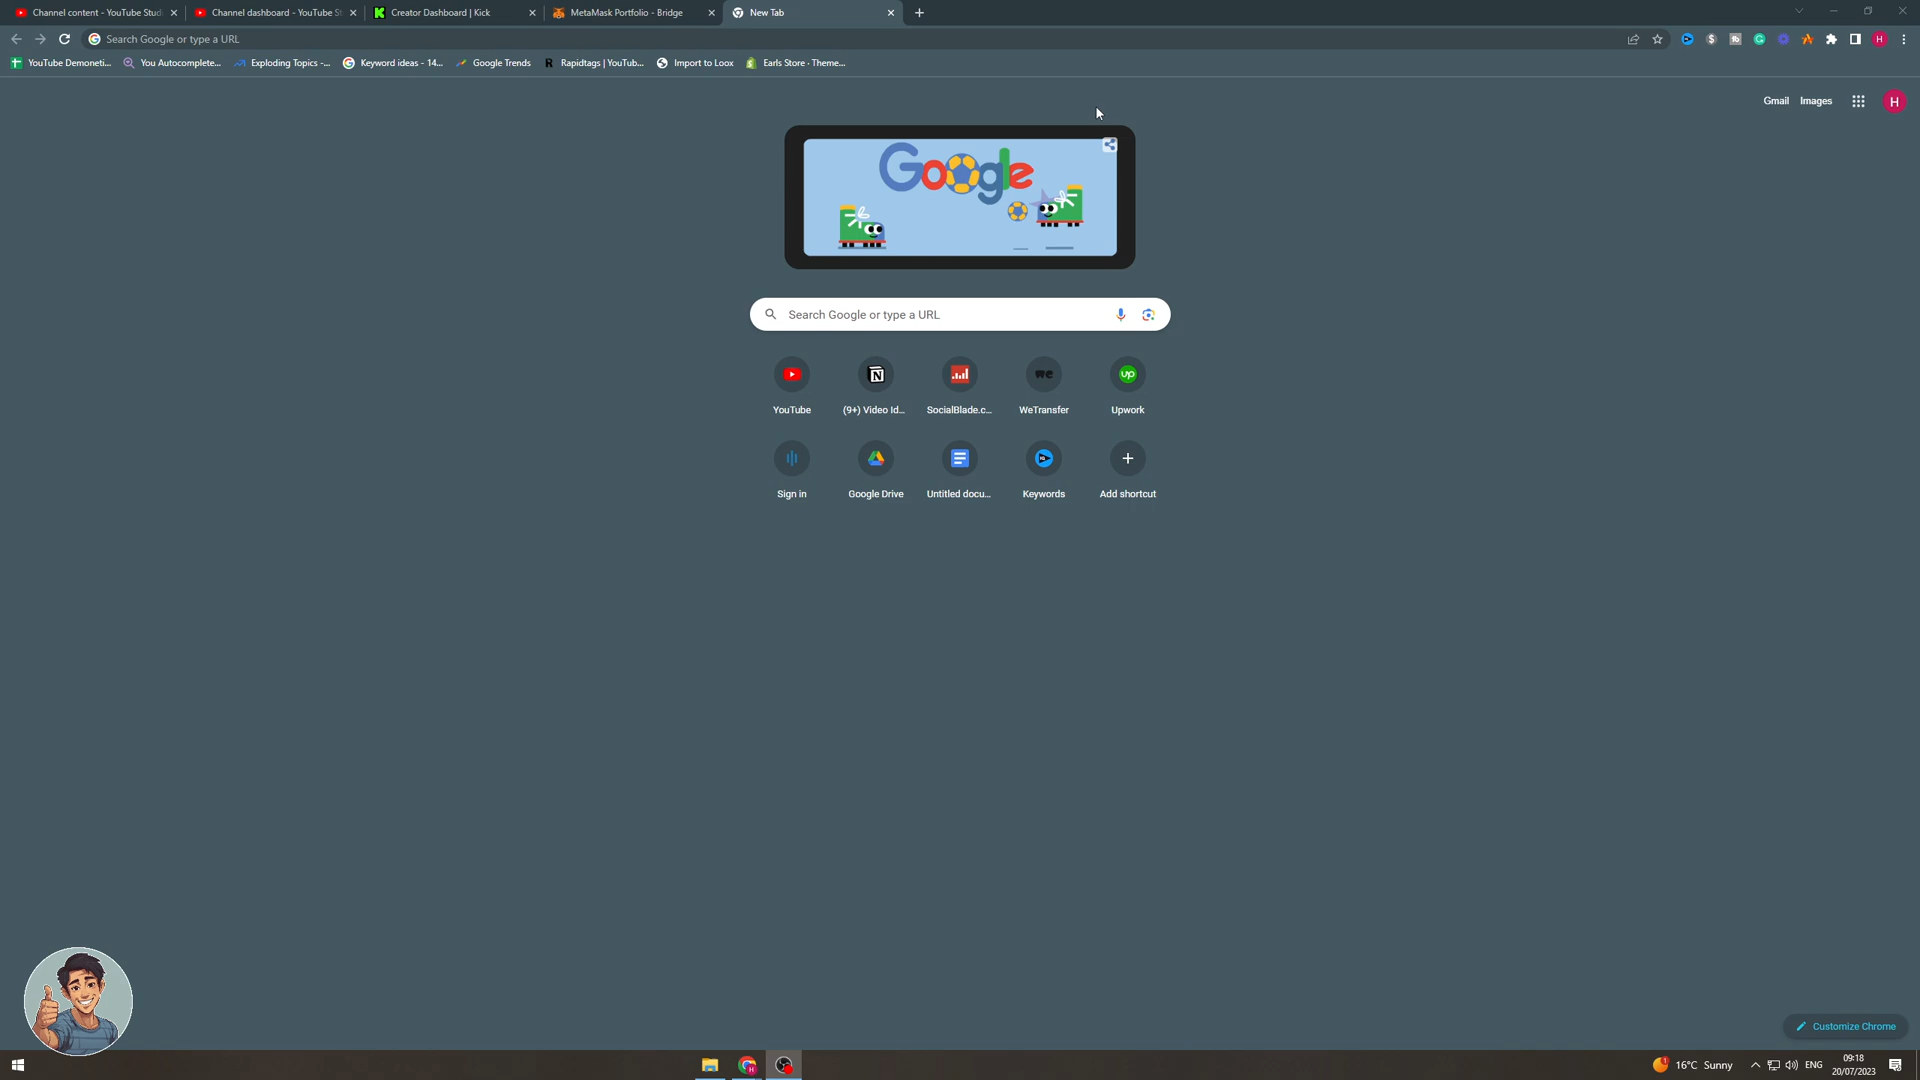 Channel content - YouTube Stud
Channel dashboard - YouTube St
Creator Dashboard | Kick
MetaMask Portfolio - Bridge
New Tab
Search Google or type a URL
YouTube Demoneti...
You Autocomplete...
Exploding Topics -...
Keyword ideas - 14...
Google Trends
Rapidtags | YouTub...
Import to Loox
Earls Store · Theme...
Gmail Images H
Google
Search Google or type a URL
YouTube
(9+) Video Id...
SocialBlade.c...
WeTransfer
Upwork
Sign in
Google Drive
Untitled docu...
Keywords
Add shortcut
Customize Chrome
16°C Sunny
ENG
09:18
20/07/2023